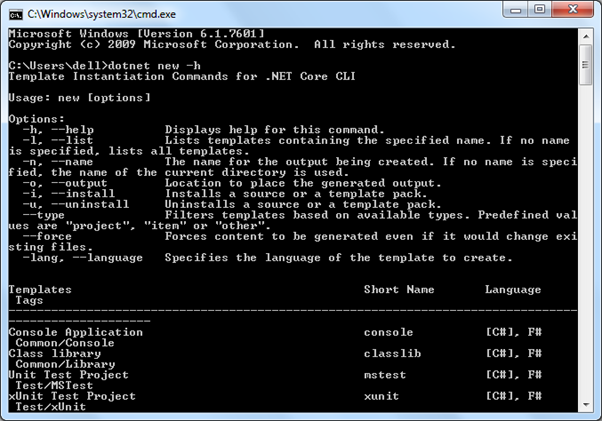 C:\Windows\system32\cmd.exe
Microsoft Windows [Version 6.1.7601]
Copyright (c) 2009 Microsoft Corporation.  All rights reserved.
C:\Users\dell>dotnet new -h
Template Instantiation Commands for .NET Core CLI
Usage: new [options]
Options:
  -h, --help          Displays help for this command.
  -l, --list          Lists templates containing the specified name. If no name
is specified, lists all templates.
  -n, --name          The name for the output being created. If no name is speci
fied, the name of the current directory is used.
  -o, --output        Location to place the generated output.
  -i, --install       Installs a source or a template pack.
  -u, --uninstall     Uninstalls a source or a template pack.
  --type              Filters templates based on available types. Predefined val
ues are "project", "item" or "other".
  --force             Forces content to be generated even if it would change exi
sting files.
  -lang, --language   Specifies the language of the template to create.
Templates                                         Short Name       Language
 Tags
--------------------------------------------------------------------------------
--------------------
Console Application                               console          [C#], F#
 Common/Console
Class library                                     classlib         [C#], F#
 Common/Library
Unit Test Project                                 mstest           [C#], F#
 Test/MSTest
xUnit Test Project                                xunit            [C#], F#
 Test/xUnit